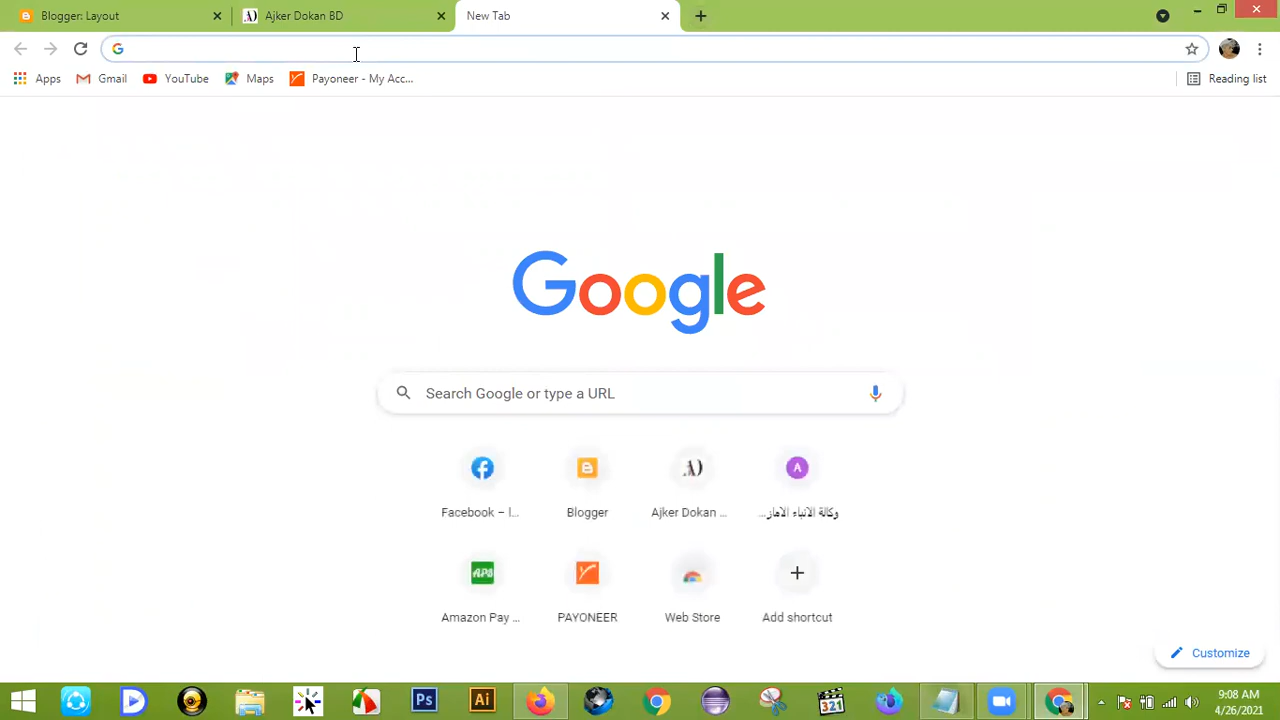 Blogger: Layout
Ajker Dokan BD
New Tab
Apps
Gmail
YouTube
Maps
Payoneer - My Acc...
Reading list
Google
Search Google or type a URL
Facebook – l...
Blogger
Ajker Dokan ...
وكالة الانباء الاهاز...
Amazon Pay ...
PAYONEER
Web Store
Add shortcut
Customize
9:08 AM
4/26/2021